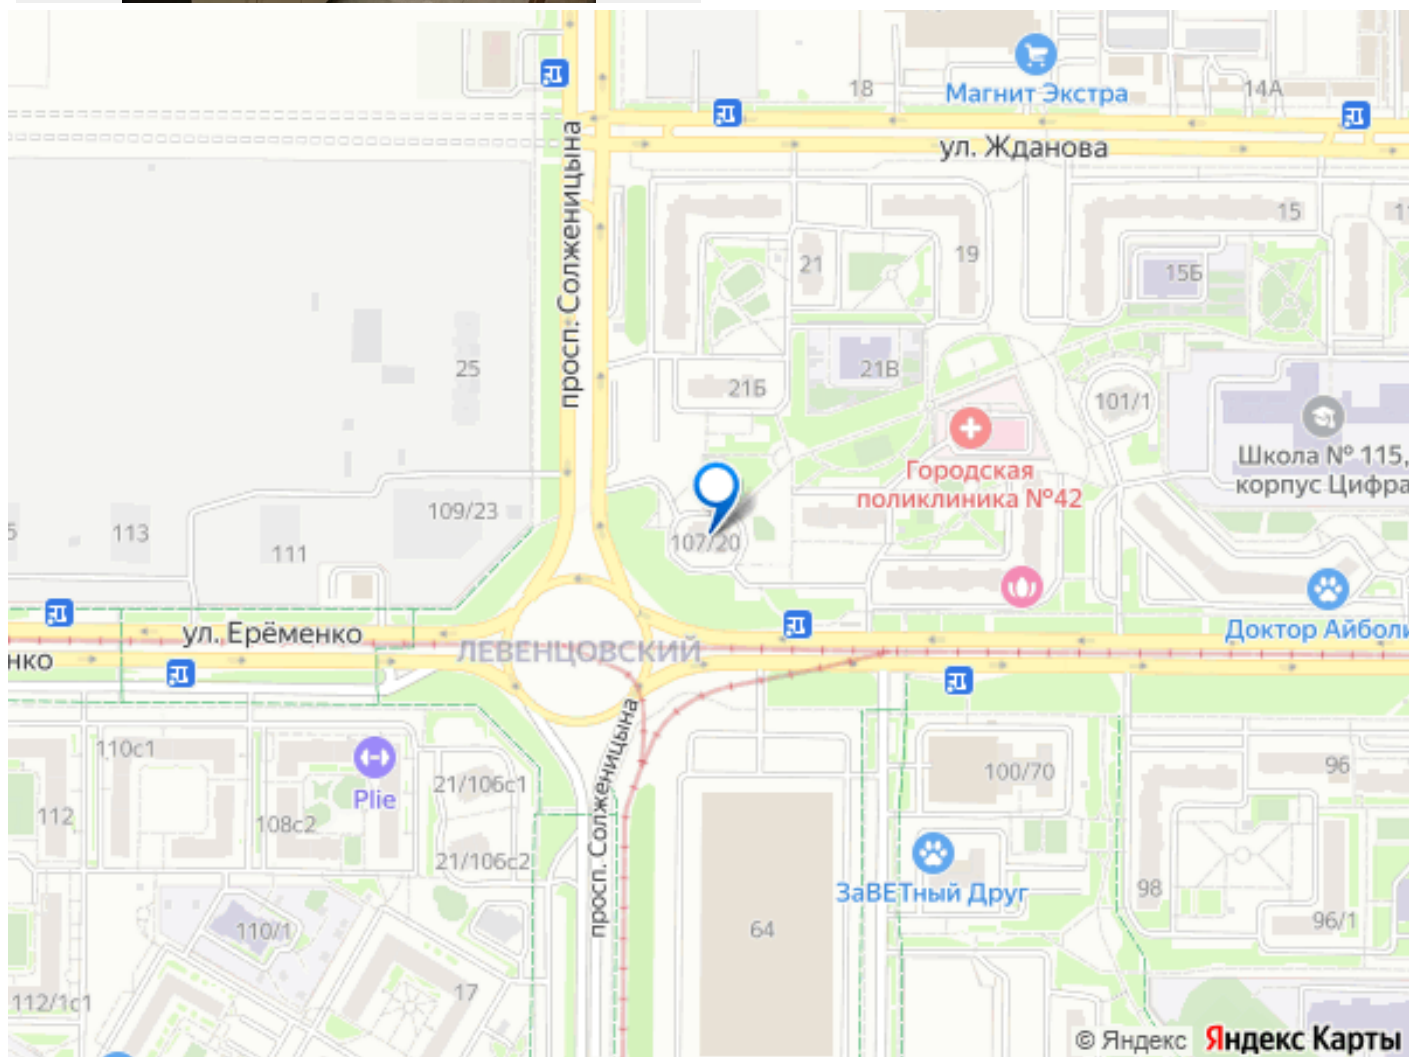 18
Магнит Экстра
14А
ул. Жданова
просп. Солженицына
15
19
21
15Б
25
21Б
21В
101/1
Школа № 115,
корпус Цифра
Городская
поликлиника №42
109/23
113
111
107/20
ул. Ерёменко
нко
ЛЕВЕНЦОВСКИЙ
Доктор Айболи
просп. Солженицына
110с1
Plie
21/106с1
100/70
96
112
108с2
21/106с2
ЗаВЕТный Друг
98
96/1
110/1
64
17
112/1с1
© Яндекс Яндекс Карты